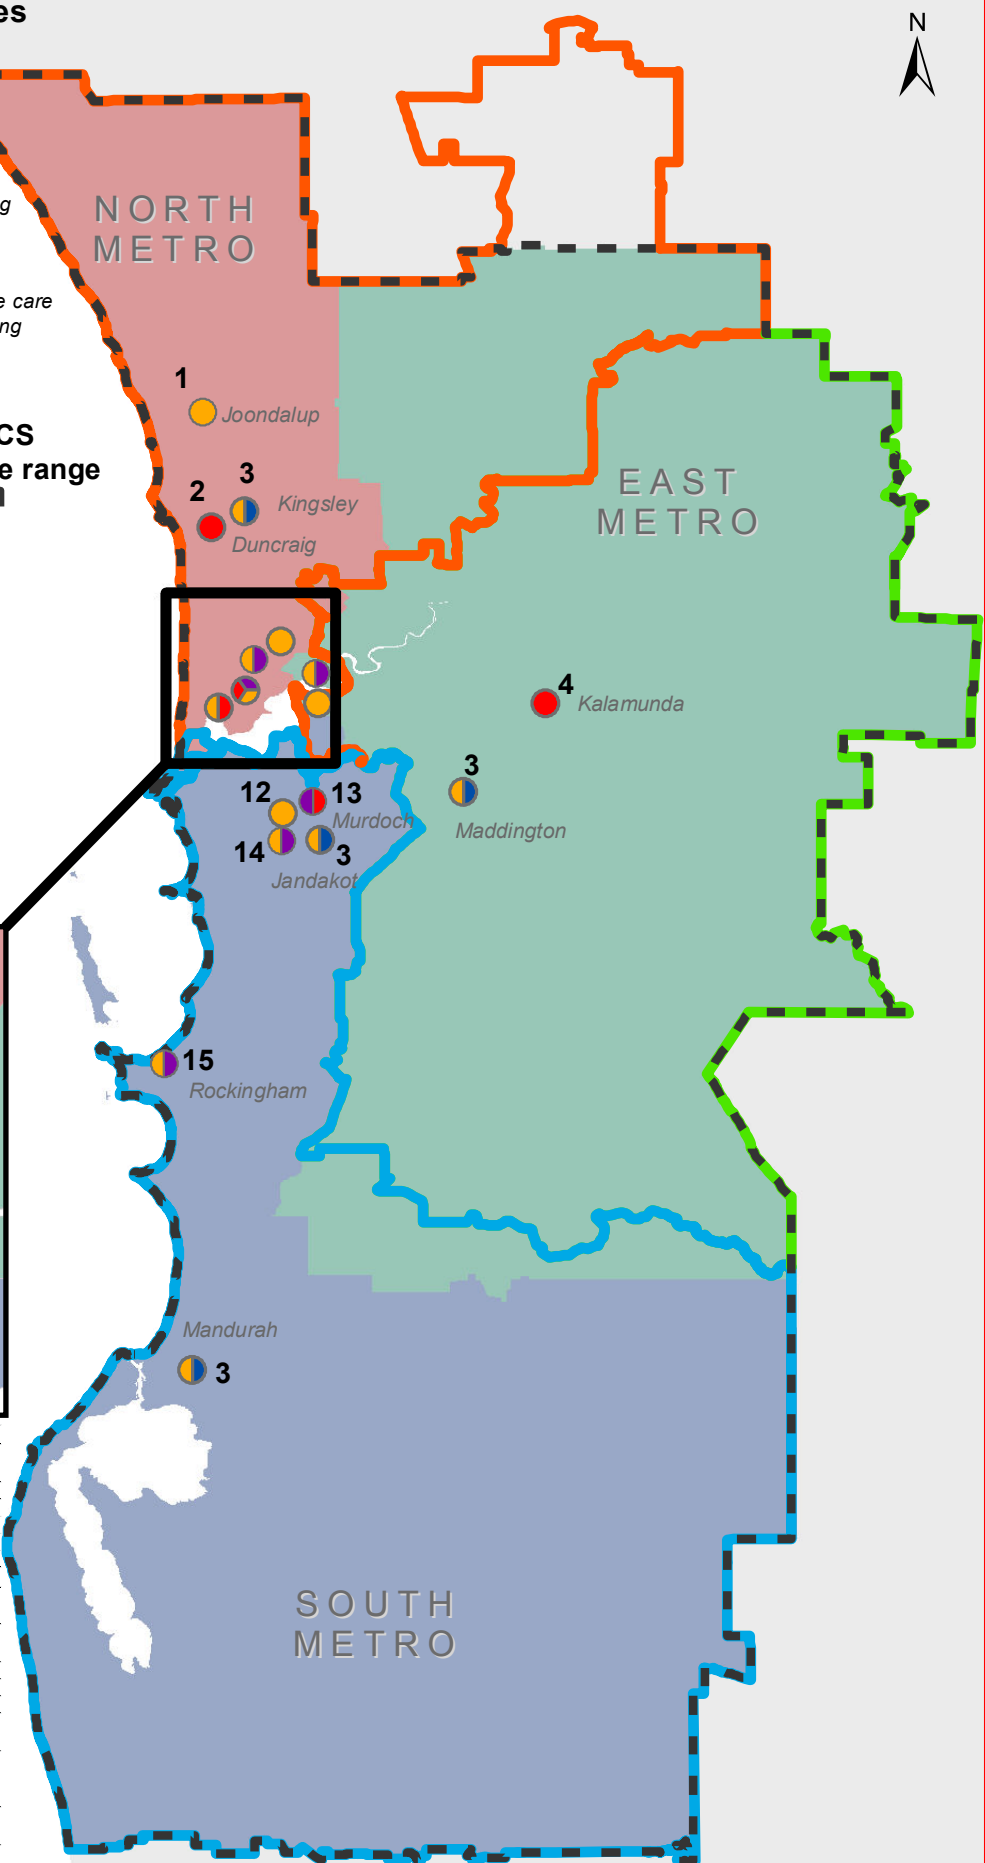 es
N
g
NORTH
METRO
e care
ng
1
Joondalup
CS
e range
3
2
Kingsley
Duncraig
EAST
METRO
4
Kalamunda
3
Maddington
12
13
Murdoch
14
3
Jandakot
15
Rockingham
Mandurah
3
SOUTH
METRO